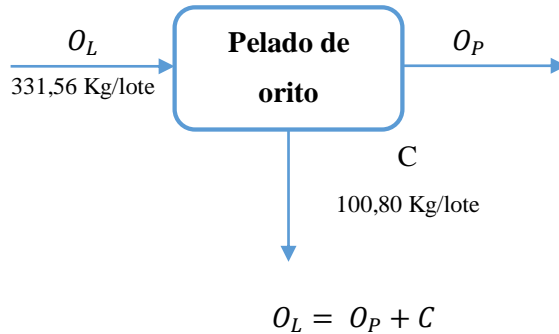 O_L
331,56 Kg/lote
Pelado de
orito
O_P
C
100,80 Kg/lote
O_L = O_P + C